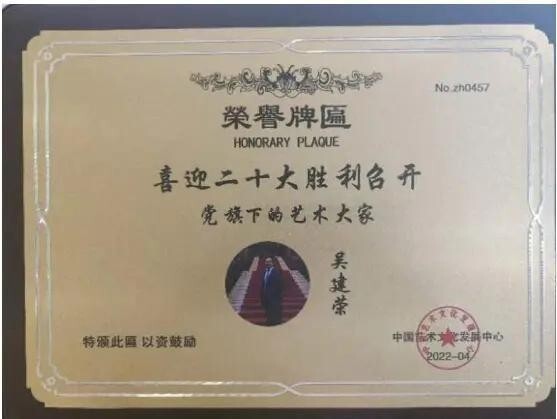 No.zh0457
榮譽牌匾
HONORARY PLAQUE
喜迎二十大胜利召开
党旗下的艺术大家
吴建荣
特颁此匾 以资鼓励
中国艺术文化发展中心
2022-04